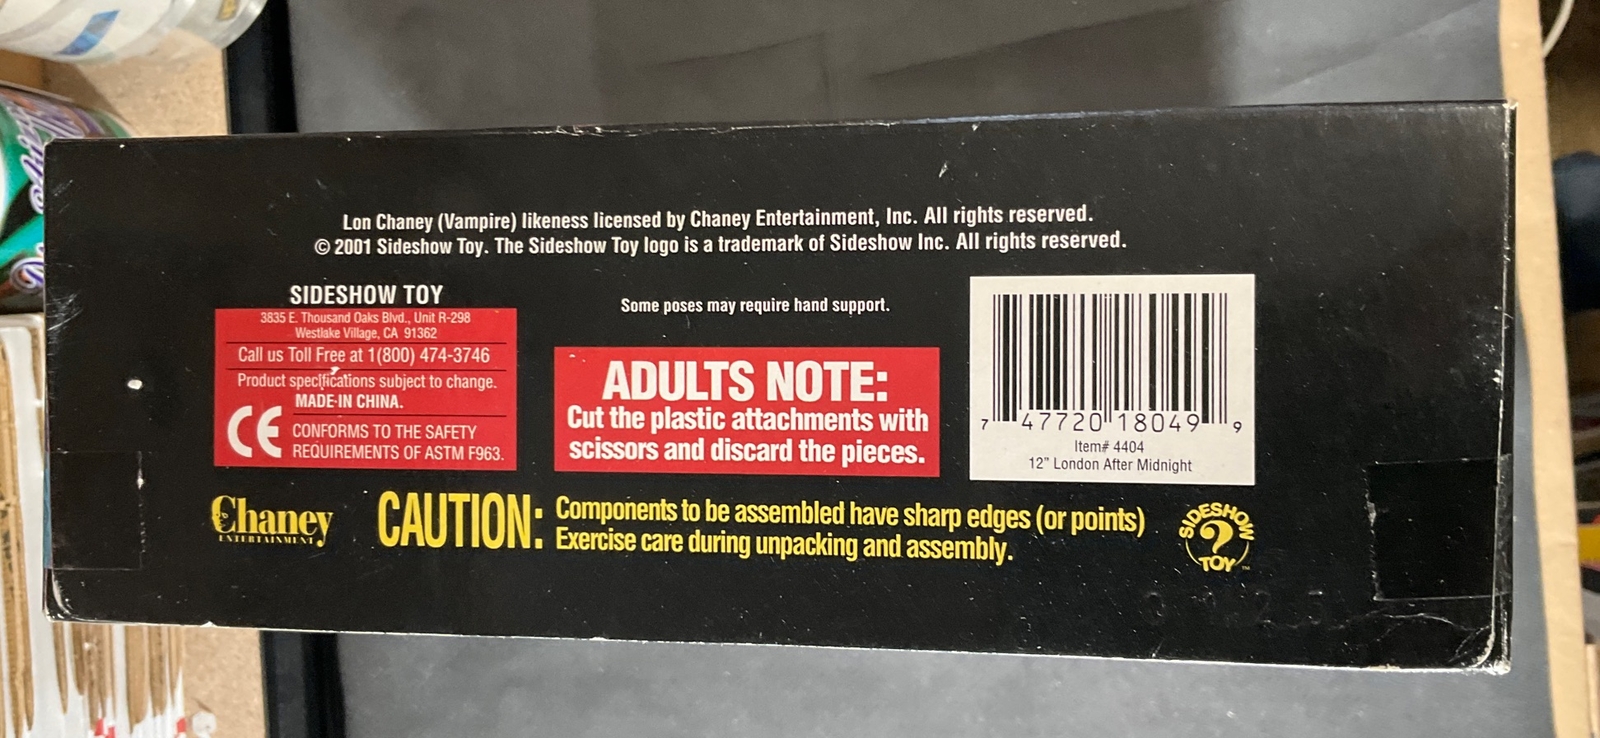 Lon Chaney (Vampire) likeness licensed by Chaney Entertainment, Inc. All rights reserved.
© 2001 Sideshow Toy. The Sideshow Toy logo is a trademark of Sideshow Inc. All rights reserved.
SIDESHOW TOY
3835 E. Thousand Oaks Blvd., Unit R-298
Westlake Village, CA 91362
Call us Toll Free at 1(800) 474-3746
Product specifications subject to change.
MADE IN CHINA.
CE
CONFORMS TO THE SAFETY
REQUIREMENTS OF ASTM F963.
Some poses may require hand support.
ADULTS NOTE:
Cut the plastic attachments with
scissors and discard the pieces.
7 47720 18049 9
Item# 4404
12" London After Midnight
Chaney
ENTERTAINMENT
CAUTION:
Components to be assembled have sharp edges (or points)
Exercise care during unpacking and assembly.
SIDESHOW
?
TOY™